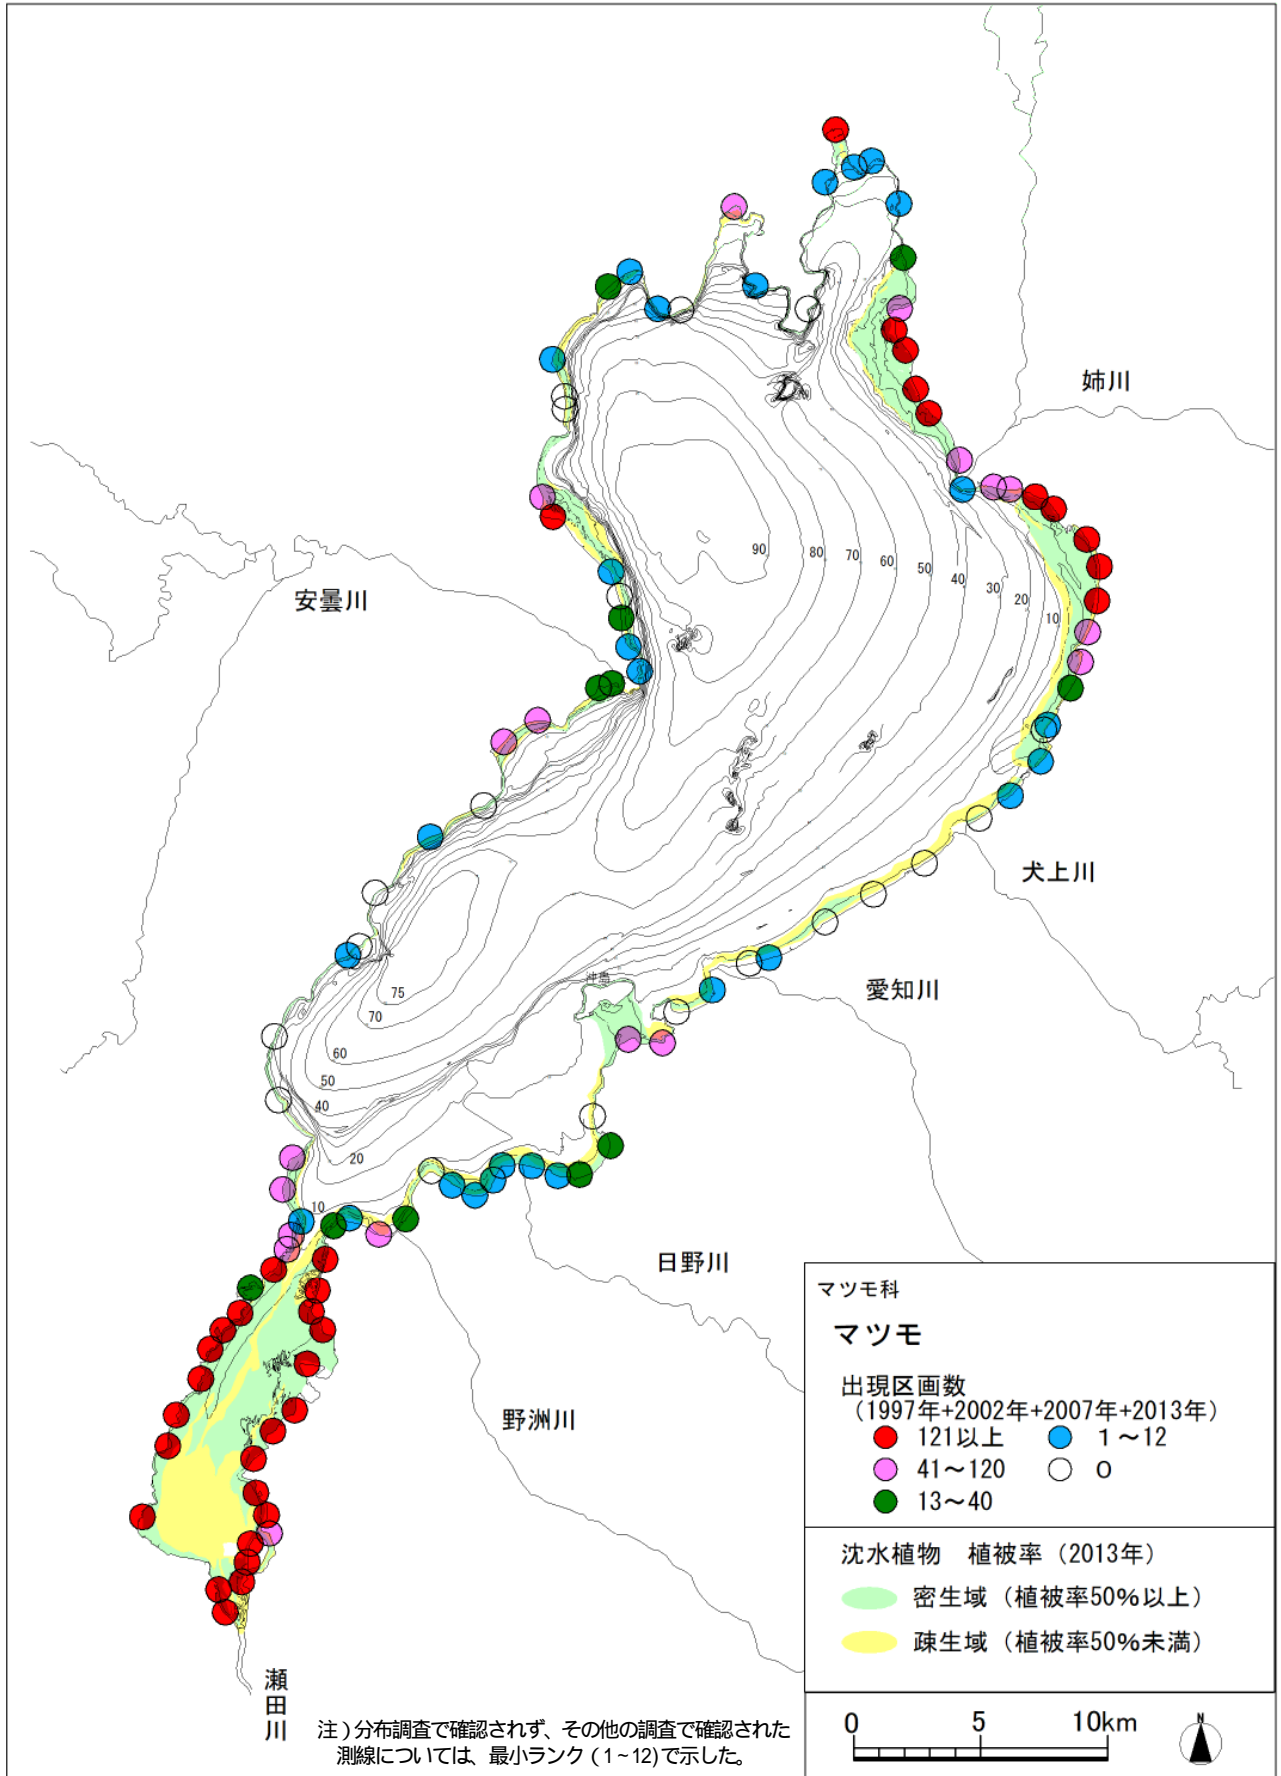 姉川
90
80
70
60
50
40
30
20
10
安曇川
犬上川
愛知川
沖島
75
70
60
50
40
20
10
日野川
野洲川
瀬田川
マツモ科
マツモ
出現区画数
(1997年+2002年+2007年+2013年)
121以上
1～12
41～120
0
13～40
沈水植物 植被率(2013年)
密生域(植被率50%以上)
疎生域(植被率50%未満)
0 5 10km
N
注)分布調査で確認されず、その他の調査で確認された
測線については、最小ランク(1~12)で示した。